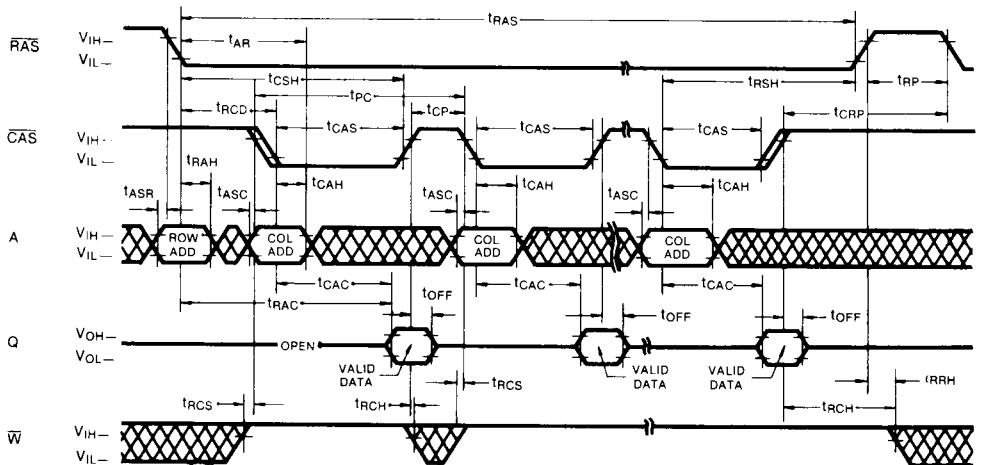 tRAS
RAS
VIH
tAR
VIL
tCSH
tRSH
tRP
tPC
tRCD
tCP
tCRP
CAS
VIH
tCAS
tCAS
tCAS
VIL
tRAH
tCAH
tCAH
tCAH
tASR
tASC
tASC
tASC
A
VIH
ROW ADD
COL ADD
COL ADD
COL ADD
VIL
tCAC
tCAC
tCAC
tRAC
tOFF
tOFF
tOFF
Q
VOH
OPEN
VOL
VALID DATA
VALID DATA
VALID DATA
tRCS
tRRH
tRCS
tRCH
tRCH
W
VIH
VIL